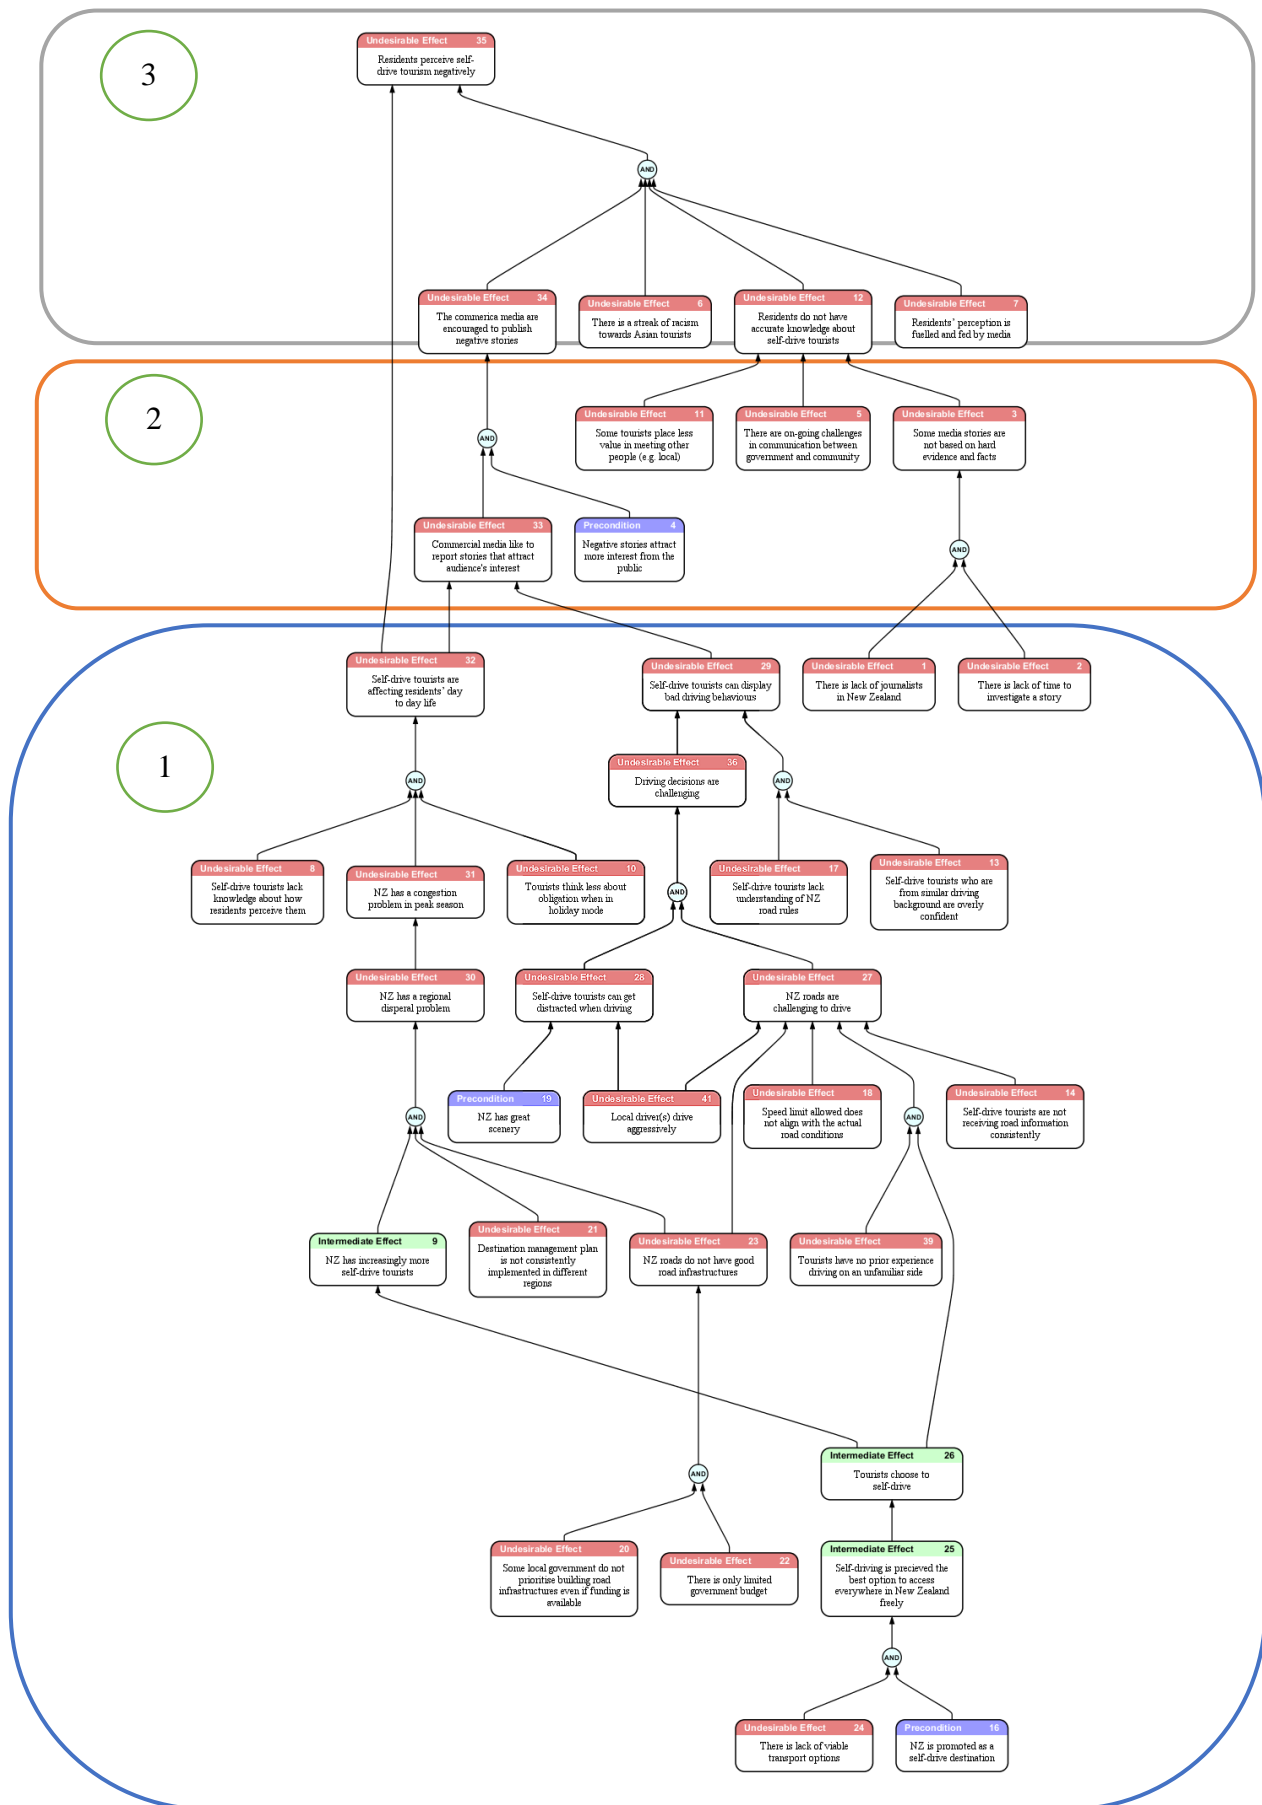 3
Undesirable Effect 35
Residents perceive self-
drive tourism negatively
AND
Undesirable Effect 34
The commerica media are
encouraged to publish
negative stories
Undesirable Effect 6
There is a streak of racism
towards Asian tourists
Undesirable Effect 12
Residents do not have
accurate knowledge about
self-drive tourists
Undesirable Effect 7
Residents' perception is
fuelled and fed by media
2
AND
Undesirable Effect 11
Some tourists place less
value in meeting other
people (e.g. local)
Undesirable Effect 5
There are on-going challenges
in communication between
government and community
Undesirable Effect 3
Some media stories are
not based on hard
evidence and facts
Undesirable Effect 33
Commercial media like to
report stories that attract
audience's interest
Precondition 4
Negative stories attract
more interest from the
public
AND
Undesirable Effect 32
Self-drive tourists are
affecting residents' day
to day life
Undesirable Effect 29
Self-drive tourists can display
bad driving behaviours
Undesirable Effect 1
There is lack of journalists
in New Zealand
Undesirable Effect 2
There is lack of time to
investigate a story
1
AND
Undesirable Effect 36
Driving decisions are
challenging
AND
Undesirable Effect 8
Self-drive tourists lack
knowledge about how
residents perceive them
Undesirable Effect 31
NZ has a congestion
problem in peak season
Undesirable Effect 10
Tourists think less about
obligation when in
holiday mode
AND
Undesirable Effect 17
Self-drive tourists lack
understanding of NZ
road rules
Undesirable Effect 13
Self-drive tourists who are
from similar driving
background are overly
confident
Undesirable Effect 30
NZ has a regional
disperal problem
Undesirable Effect 28
Self-drive tourists can get
distracted when driving
Undesirable Effect 27
NZ roads are
challenging to drive
AND
Precondition 19
NZ has great
scenery
Undesirable Effect 41
Local driver(s) drive
aggressively
Undesirable Effect 18
Speed limit allowed does
not align with the actual
road conditions
AND
Undesirable Effect 14
Self-drive tourists are not
receiving road information
consistently
Intermediate Effect 9
NZ has increasingly more
self-drive tourists
Undesirable Effect 21
Destination management plan
is not consistently
implemented in different
regions
Undesirable Effect 23
NZ roads do not have good
road infrastructures
Undesirable Effect 39
Tourists have no prior experience
driving on an unfamiliar side
AND
Intermediate Effect 26
Tourists choose to
self-drive
Undesirable Effect 20
Some local government do not
prioritise building road
infrastructures even if funding is
available
Undesirable Effect 22
There is only limited
government budget
Intermediate Effect 25
Self-driving is precieved the
best option to access
everywhere in New Zealand
freely
AND
Undesirable Effect 24
There is lack of viable
transport options
Precondition 16
NZ is promoted as a
self-drive destination